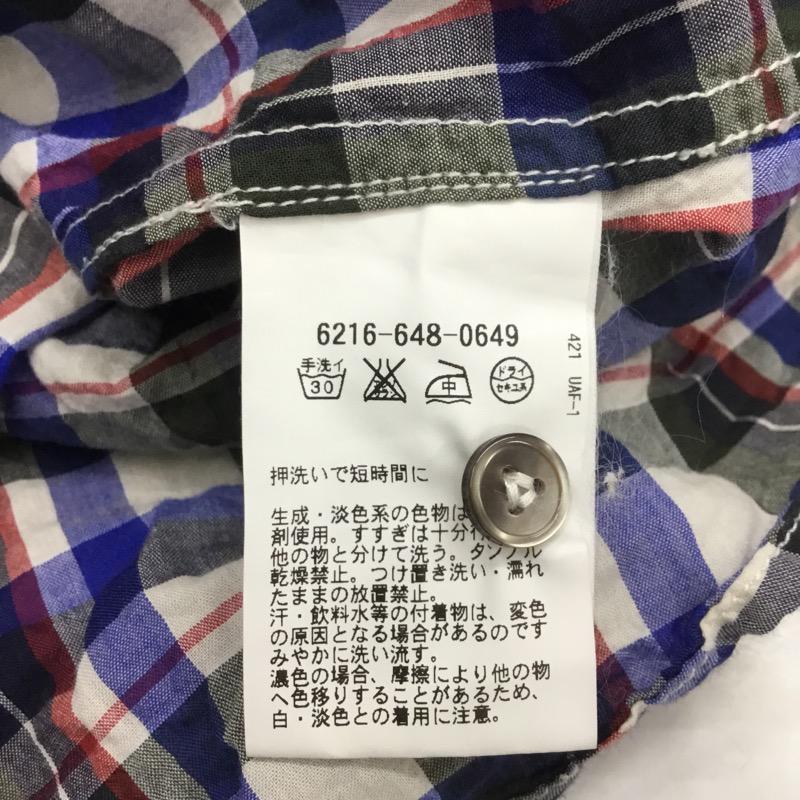 6216-648-0649
421 UAF-1
手洗イ
30
中
ドライ
セキユ系
押洗いで短時間に
生成・淡色系の色物は
剤使用。すすぎは十分
他の物と分けて洗う。タンブル
乾燥禁止。つけ置き洗い・濡れ
たままの放置禁止。
汗・飲料水等の付着物は、変色
の原因となる場合があるのです
みやかに洗い流す。
濃色の場合、摩擦により他の物
へ色移りすることがあるため、
白・淡色との着用に注意。